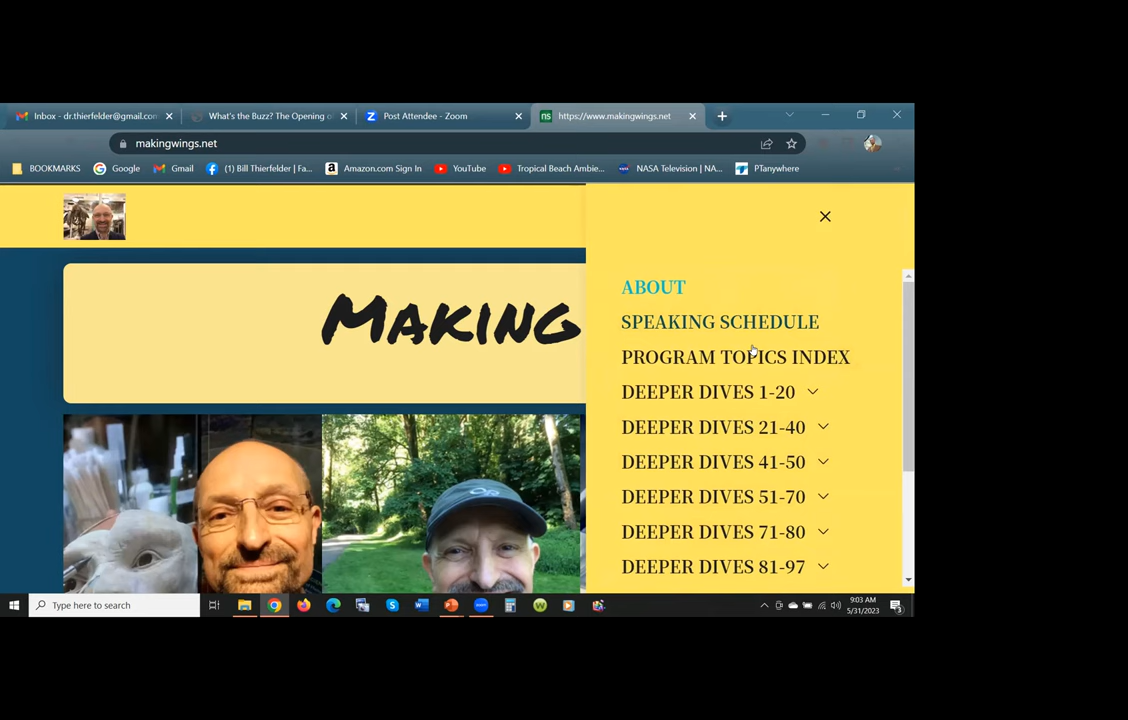 Inbox - dr.thierfelder@gmail.con
What's the Buzz? The Opening o
Post Attendee - Zoom
ns
https://www.makingwings.net
makingwings.net
BOOKMARKS
Google
Gmail
(1) Bill Thierfelder | Fa...
Amazon.com Sign In
YouTube
Tropical Beach Ambie...
NASA Television | NA...
PTanywhere
ABOUT
SPEAKING SCHEDULE
PROGRAM TOPICS INDEX
DEEPER DIVES 1-20
DEEPER DIVES 21-40
DEEPER DIVES 41-50
DEEPER DIVES 51-70
DEEPER DIVES 71-80
DEEPER DIVES 81-97
MAKING
Type here to search
9:03 AM
5/31/2023
3